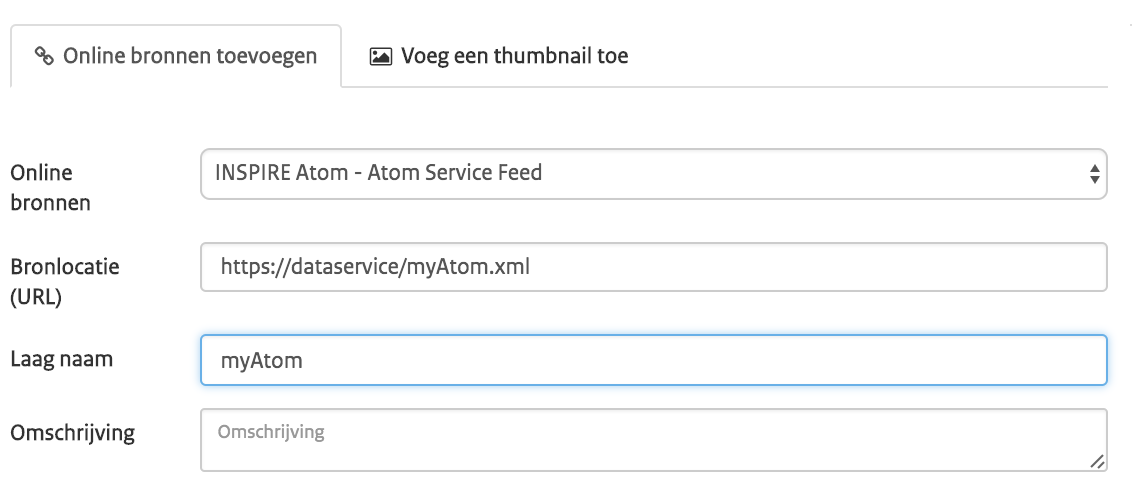 Online bronnen toevoegen Voeg een thumbnail toe
Online bronnen INSPIRE Atom - Atom Service Feed
Bronlocatie (URL) https://dataservice/myAtom.xml
Laag naam myAtom
Omschrijving Omschrijving